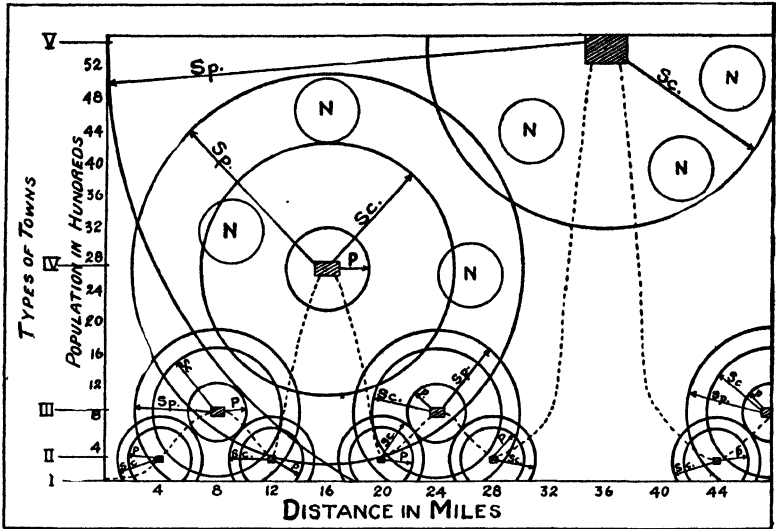 TYPES OF TOWNS
POPULATION IN HUNDREDS
V
52
48
44
40
36
32
IV
28
24
20
16
12
III
8
4
II
I
Sp.
Sc.
N
N
N
N
Sp.
Sc.
N
P
N
Sc.
Sp.
P
Sc.
P
Sp.
Sc.
Sp.
P
P
Sc.
P
Sc.
P
Sc.
P
P
Sc.
P
Sc.
4 8 12 16 20 24 28 32 36 40 44
DISTANCE IN MILES